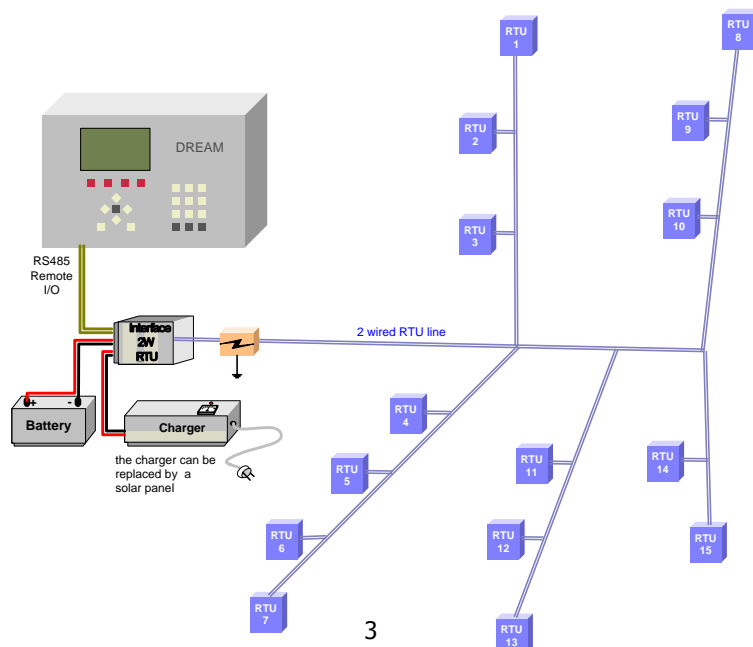 RTU
1
RTU
8
RTU
2
RTU
9
DREAM
RTU
3
RTU
10
RS485
Remote
I/O
Interface
2W
RTU
2 wired RTU line
+ -
Battery
Charger
the charger can be
replaced by a
solar panel
RTU
4
RTU
5
RTU
6
RTU
7
RTU
11
RTU
12
RTU
13
RTU
14
RTU
15
3